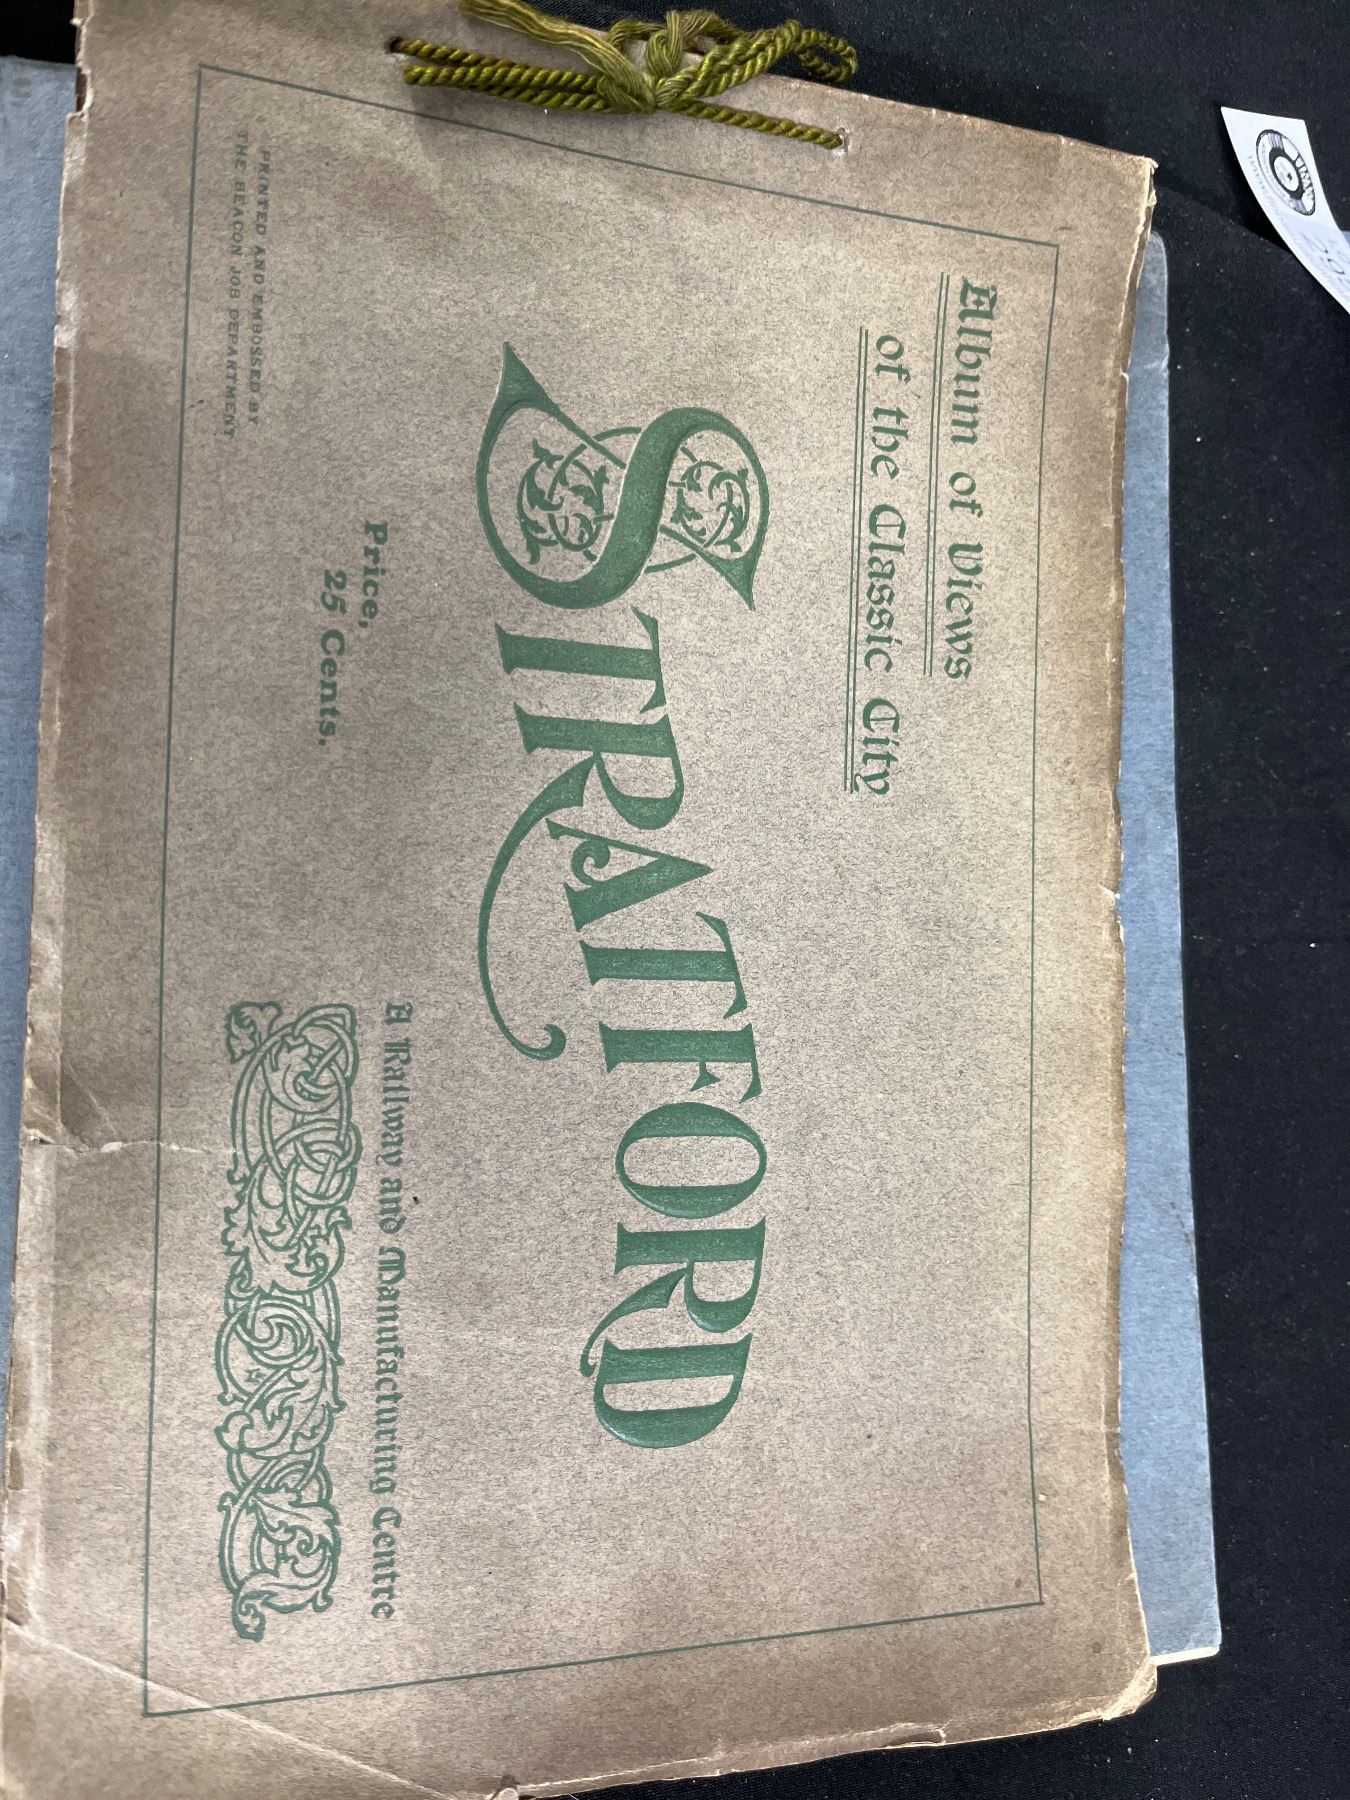 Album of Views
of the Classic City
STRATFORD
A Railway and Manufacturing Centre
Price,
25 Cents.
PRINTED AND EMBOSSED BY
THE BEACON JOB DEPARTMENT